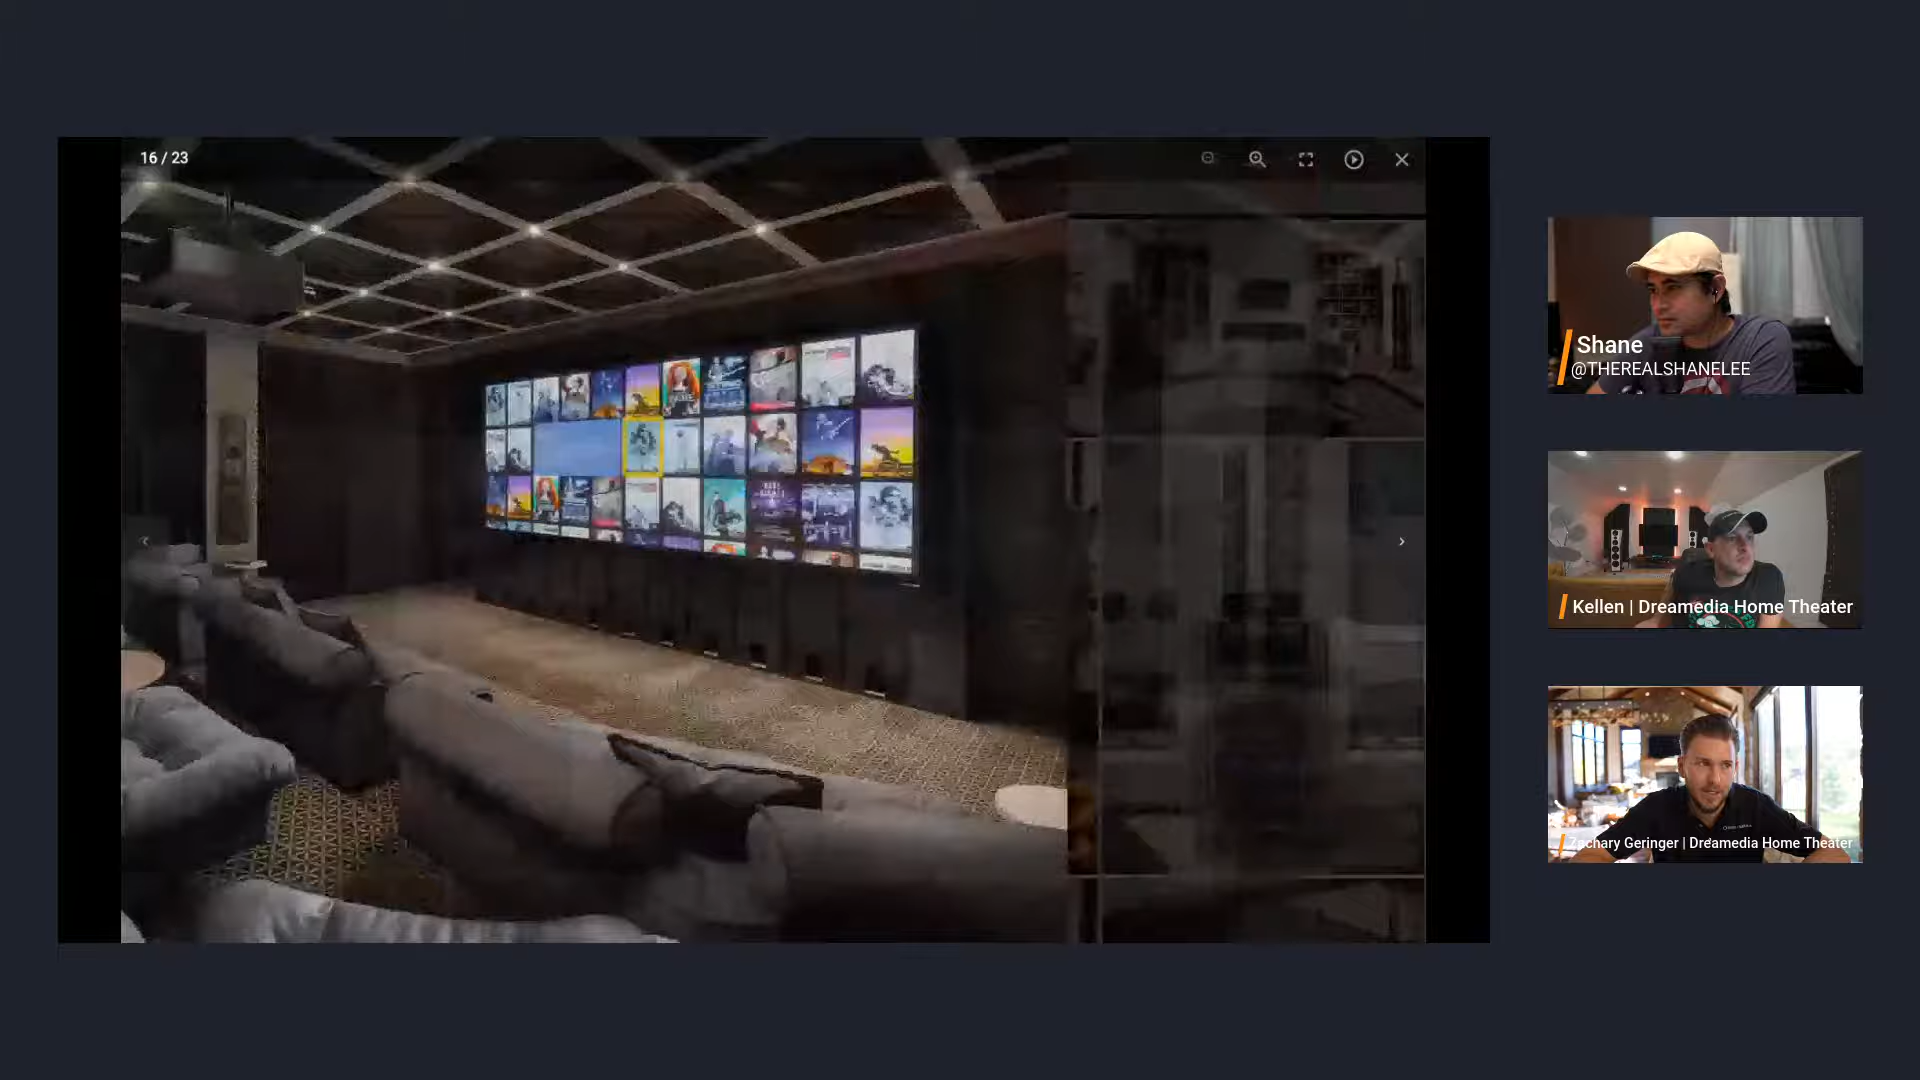 16 / 23
Shane
@THEREALSHANELEE
Kellen | Dreamedia Home Theater
Zachary Geringer | Dreamedia Home Theater